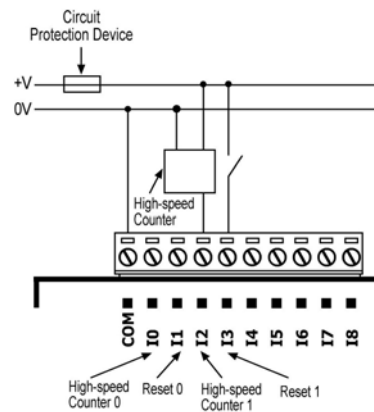 Circuit
Protection Device
+V
0V
High-speed
Counter
COM
I0
I1
I2
I3
I4
I5
I6
I7
I8
High-speed
Counter 0
Reset 0
High-speed
Counter 1
Reset 1